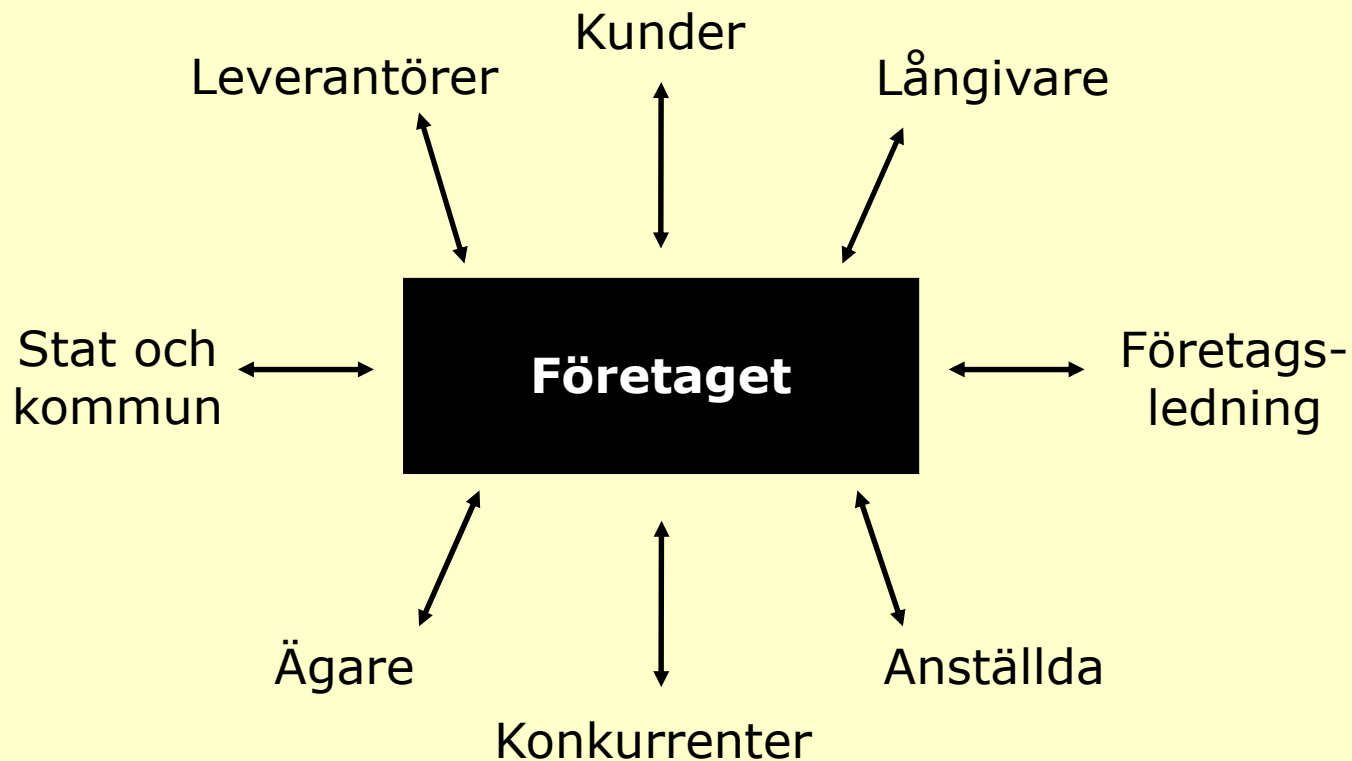 Kunder
Leverantörer
Långivare
Stat och
kommun
Företaget
Företags-
ledning
Ägare
Anställda
Konkurrenter